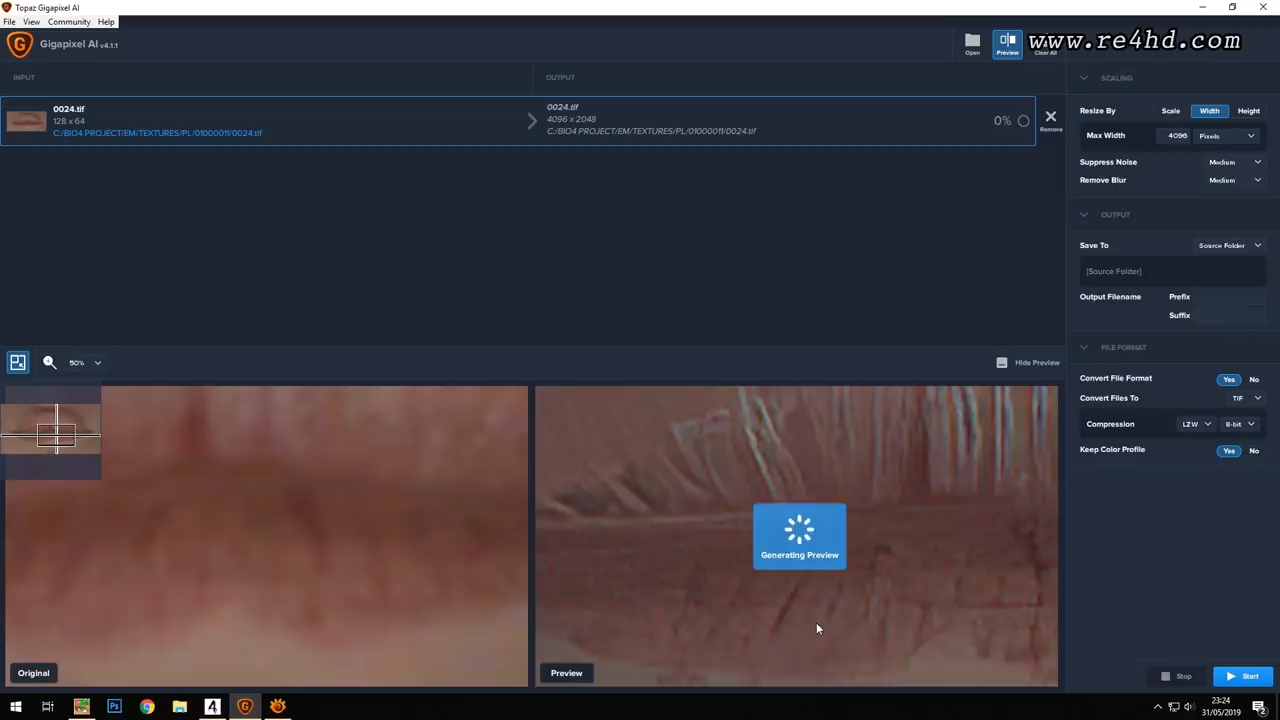 Topaz Gigapixel AI
File View Community Help
Gigapixel AI v4.1.1
Open
Preview
Clear All
www.re4hd.com
INPUT
OUTPUT
0024.tif
128 x 64
C:/BIO4 PROJECT/EM/TEXTURES/PL/01000011/0024.tif
0024.tif
4096 x 2048
C:/BIO4 PROJECT/EM/TEXTURES/PL/01000011/0024.tif
0%
Remove
SCALING
Resize By Scale Width Height
Max Width 4096 Pixels
Suppress Noise Medium
Remove Blur Medium
OUTPUT
Save To Source Folder
[Source Folder]
Output Filename Prefix
Suffix
FILE FORMAT
Convert File Format Yes No
Convert Files To TIF
Compression LZW 8-bit
Keep Color Profile Yes No
50%
Hide Preview
Generating Preview
Original
Preview
Stop
Start
23:24
31/05/2019
2